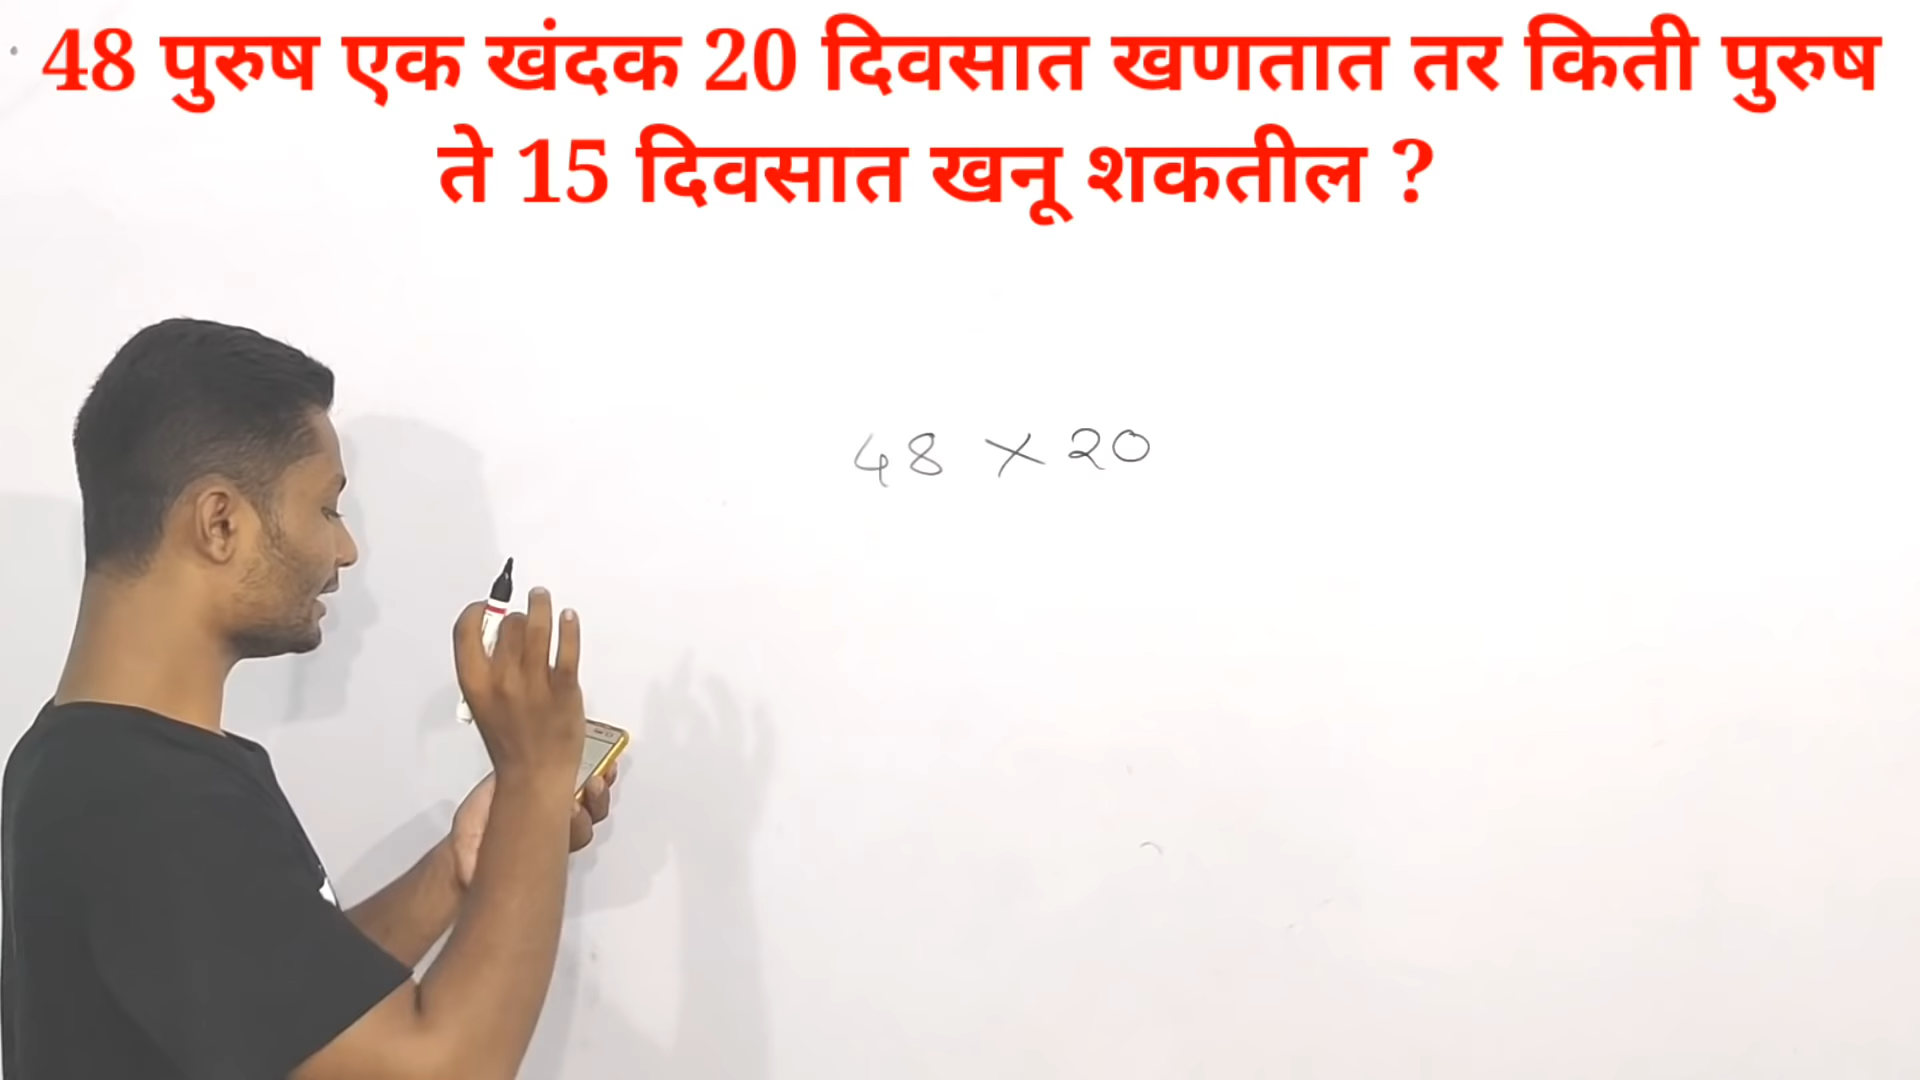 48 पुरुष एक खंदक 20 दिवसात खणतात तर किती पुरुष
ते 15 दिवसात खनू शकतील ?
48 × 20